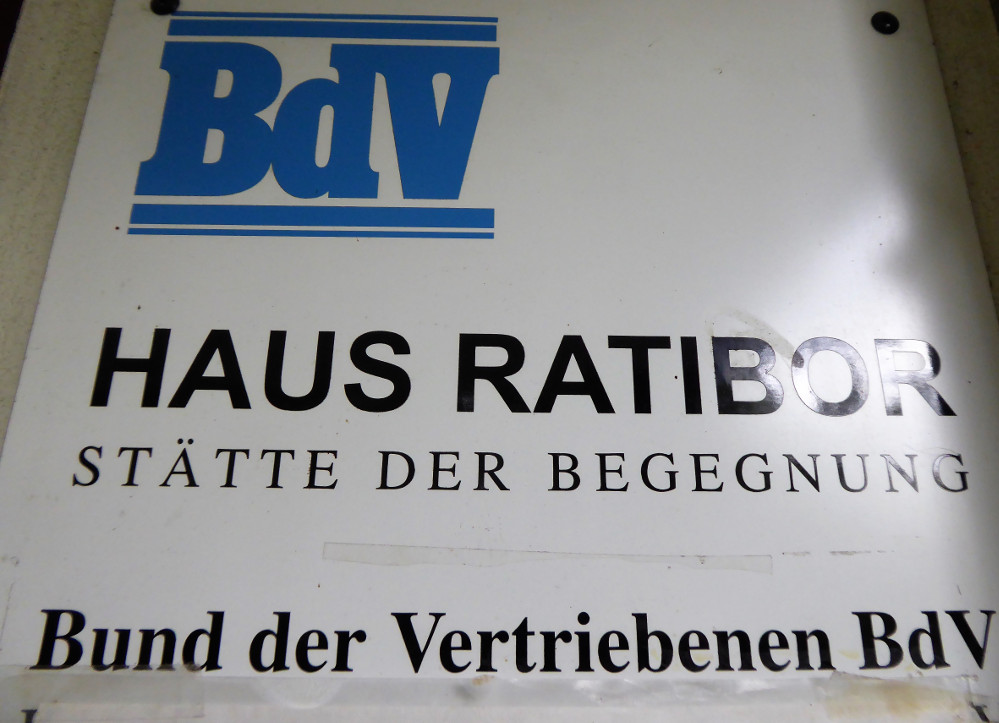 BdV
HAUS RATIBOR
STÄTTE DER BEGEGNUNG
Bund der Vertriebenen BdV